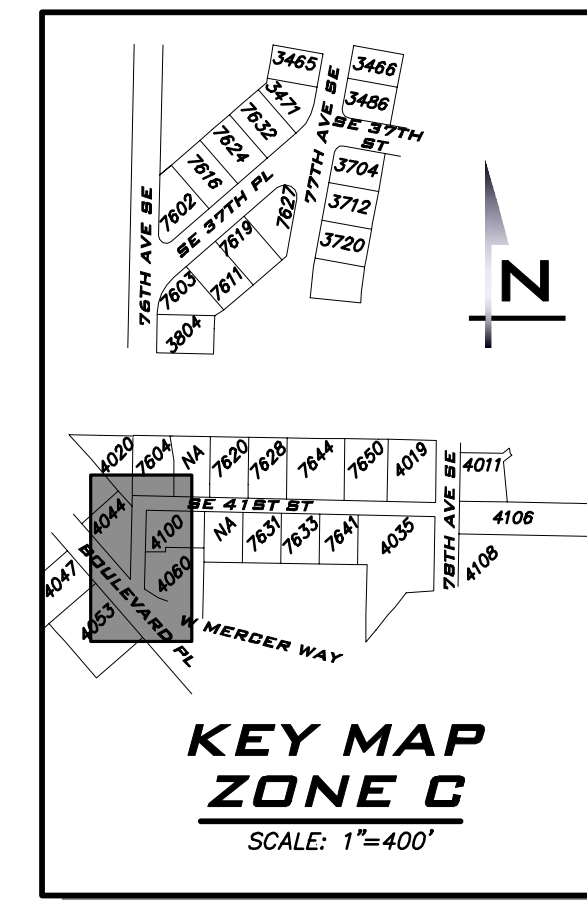 3465
3466
3471
3486
7632
7624
7616
7602
77TH AVE SE
SE 37TH
ST
3704
3712
3720
SE 37TH PL
7627
7619
7611
7603
3804
76TH AVE SE
N
4020
7604
NA
7620
7628
7644
7650
4019
78TH AVE SE
4011
SE 41ST ST
4106
4044
4100
NA
7631
7633
7641
4035
4108
4060
4047
4053
BOULEVARD PL
W MERCER WAY
KEY MAP
ZONE C
SCALE: 1"=400'